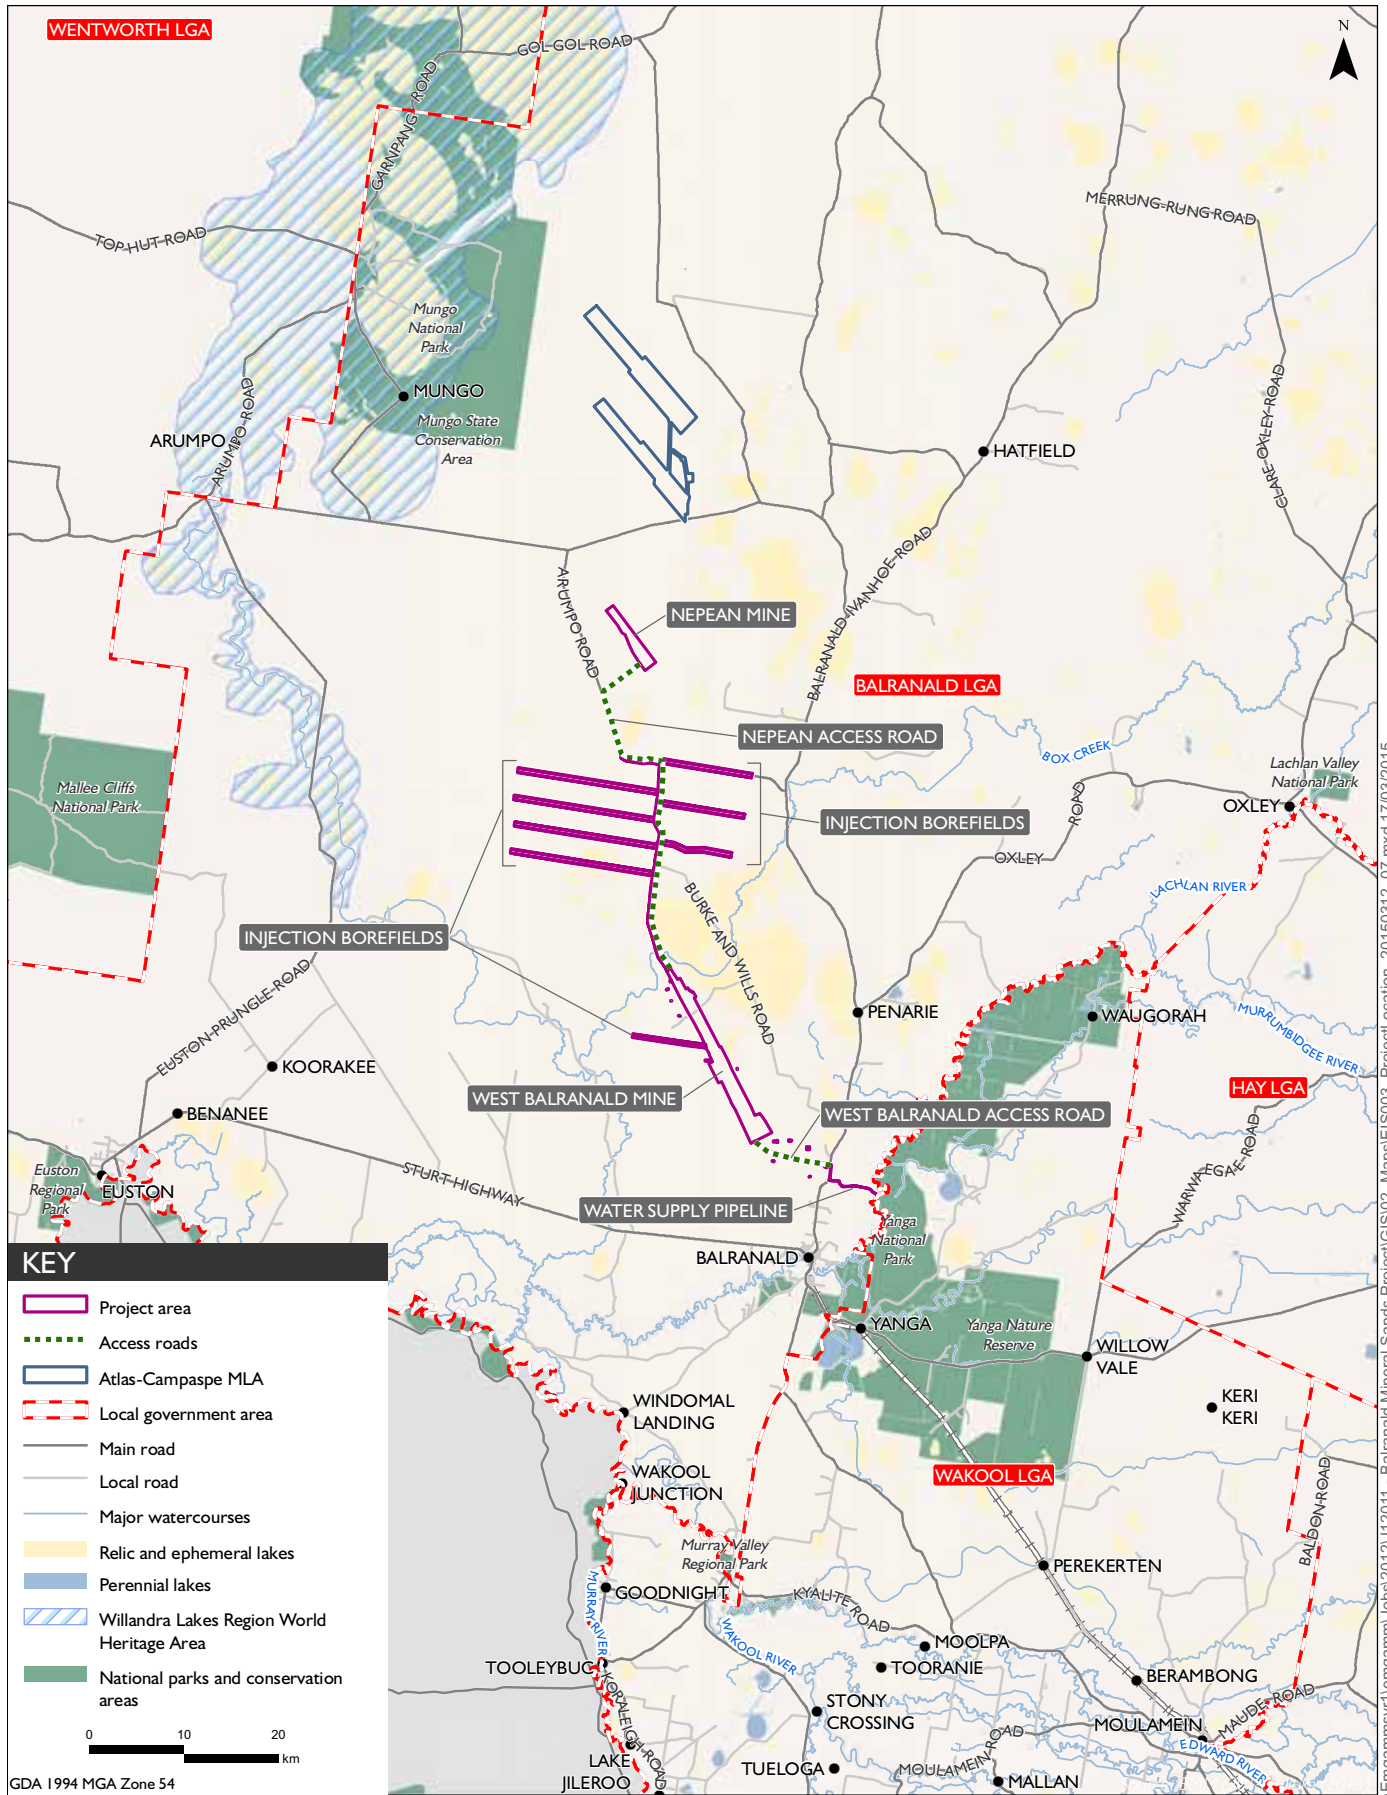 WENTWORTH LGA
GOL GOL ROAD
N
GARNPANG ROAD
MERRUNG-RUNG ROAD
TOP HUT ROAD
Mungo
National
Park
MUNGO
Mungo State
Conservation
Area
ARUMPO
ARUMPO ROAD
CLARE-OXLEY-ROAD
HATFIELD
BALRANALD-IVANHOE-ROAD
ARUMPO-ROAD
NEPEAN MINE
BALRANALD LGA
NEPEAN ACCESS ROAD
BOX CREEK
Lachlan Valley
National Park
OXLEY
Mallee Cliffs
National Park
INJECTION BOREFIELDS
OXLEY
ROAD
LACHLAN RIVER
BURKE AND WILLS ROAD
INJECTION BOREFIELDS
EUSTON-PRUNGLE-ROAD
PENARIE
WAUGORAH
MURRUMBIDGEE RIVER
KOORAKEE
HAY LGA
WEST BALRANALD MINE
WEST BALRANALD ACCESS ROAD
BENANEE
STURT-HIGHWAY
Euston
Regional
Park
EUSTON
WARWAEGAE-ROAD
WATER SUPPLY PIPELINE
Yanga
National
Park
BALRANALD
YANGA
Yanga Nature
Reserve
WILLOW
VALE
KERI
KERI
WINDOMAL
LANDING
WAKOOL
JUNCTION
WAKOOL LGA
BALDON-ROAD
Murray Valley
Regional Park
PEREKERTEN
GOODNIGHT
KYALITE-ROAD
MURRAY RIVER
WAKOOL RIVER
MOOLPA
TOORANIE
TOOLEYBUC
BERAMBONG
KORALEIGH-ROAD
STONY
CROSSING
MAUDE-ROAD
MOULAMEIN
EDWARD RIVER
MOULAMEIN-ROAD
LAKE
JILEROO
TUELOGA
MALLAN
KEY
Project area
Access roads
Atlas-Campaspe MLA
Local government area
Main road
Local road
Major watercourses
Relic and ephemeral lakes
Perennial lakes
Willandra Lakes Region World
Heritage Area
National parks and conservation
areas
0 10 20
km
GDA 1994 MGA Zone 54